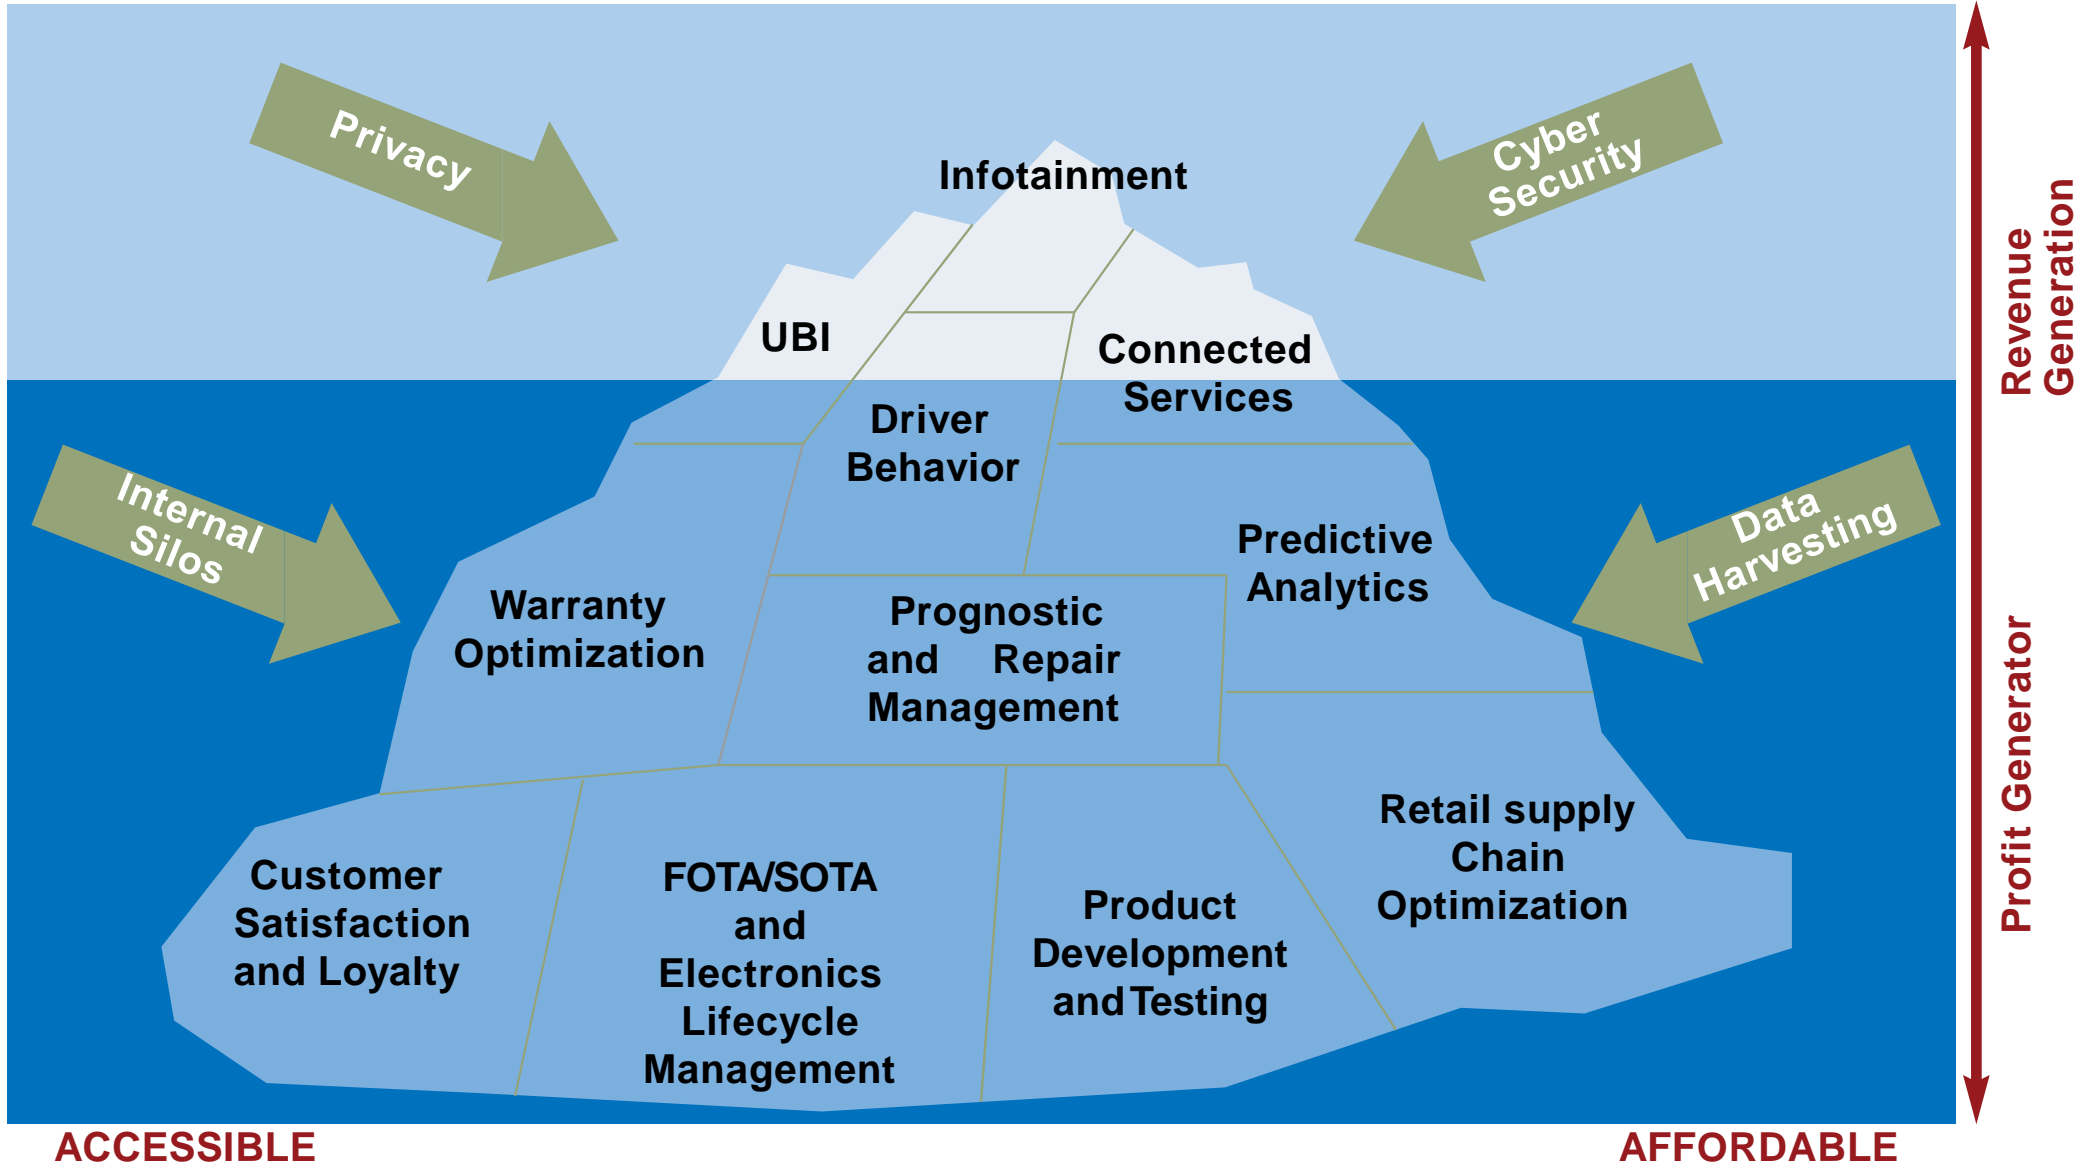 Privacy
Cyber
Security
Infotainment
UBI
Connected
Services
Driver
Behavior
Internal
Silos
Data
Harvesting
Predictive
Analytics
Warranty
Optimization
Prognostic
and Repair
Management
Customer
Satisfaction
and Loyalty
FOTA/SOTA
and
Electronics
Lifecycle
Management
Product
Development
and Testing
Retail supply
Chain
Optimization
Revenue
Generation
Profit Generator
ACCESSIBLE
AFFORDABLE